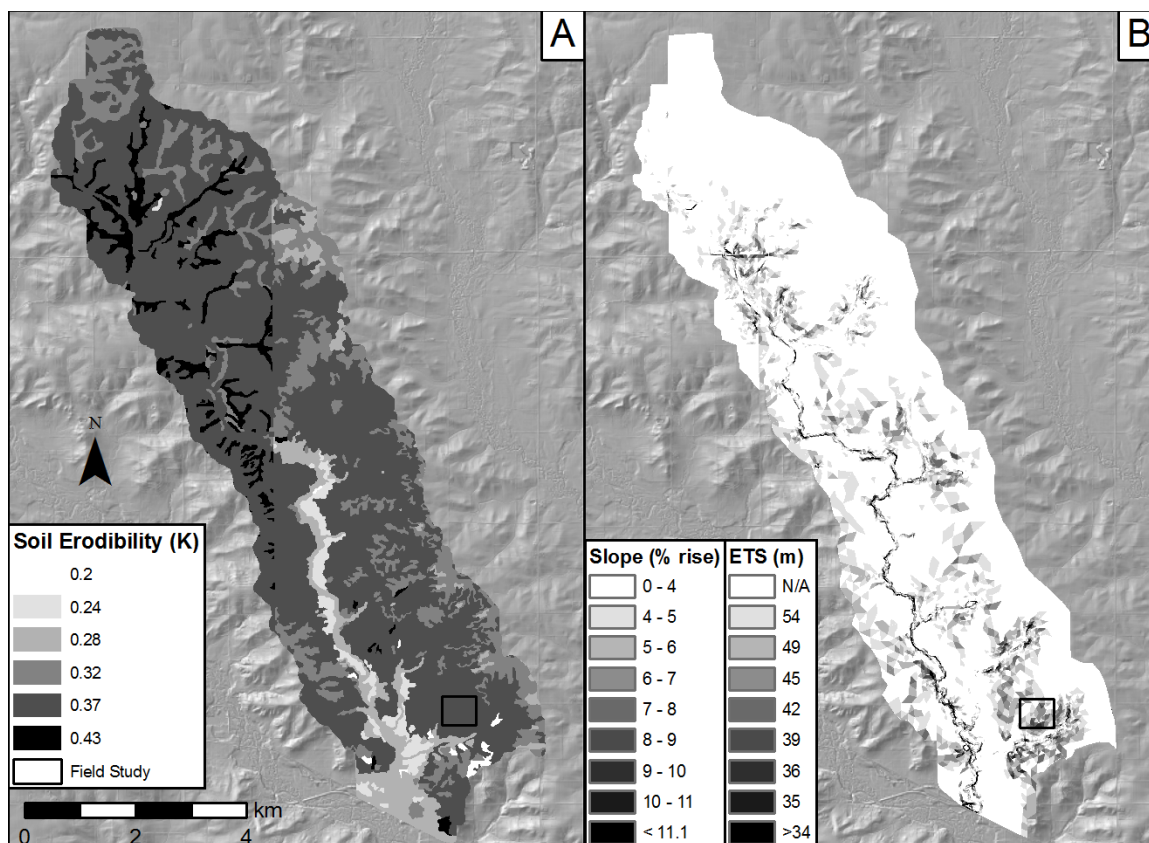 A
B
N
Soil Erodibility (K)
0.2
0.24
0.28
0.32
0.37
0.43
Field Study
km
0 2 4
Slope (% rise)
0 - 4
4 - 5
5 - 6
6 - 7
7 - 8
8 - 9
9 - 10
10 - 11
< 11.1
ETS (m)
N/A
54
49
45
42
39
36
35
>34